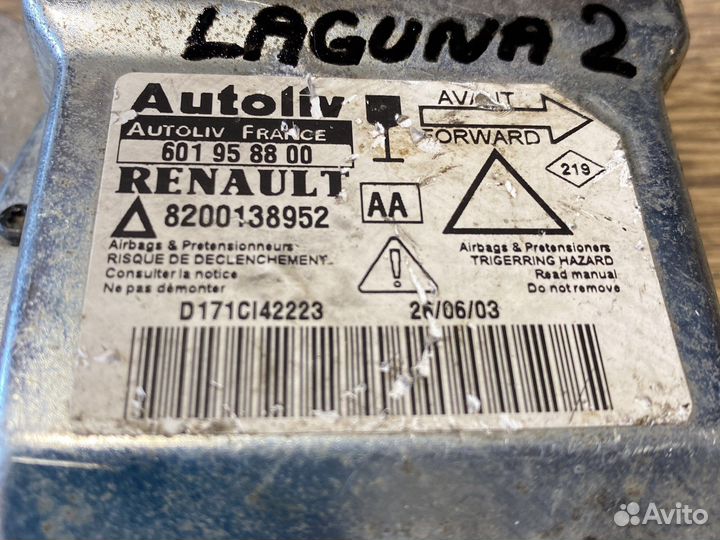 LAGUNA 2
Autoliv
AUTOLIV FRANCE
601 95 88 00
RENAULT
8200138952
AA
AVANT
FORWARD
219
Airbags & Pretensionneurs
RISQUE DE DECLENCHEMENT
Consulter la notice
Ne pas démonter
!
Airbags & Pretensioners
TRIGERRING HAZARD
Read manual
Do not remove
D171CI42223
26/06/03
Avito